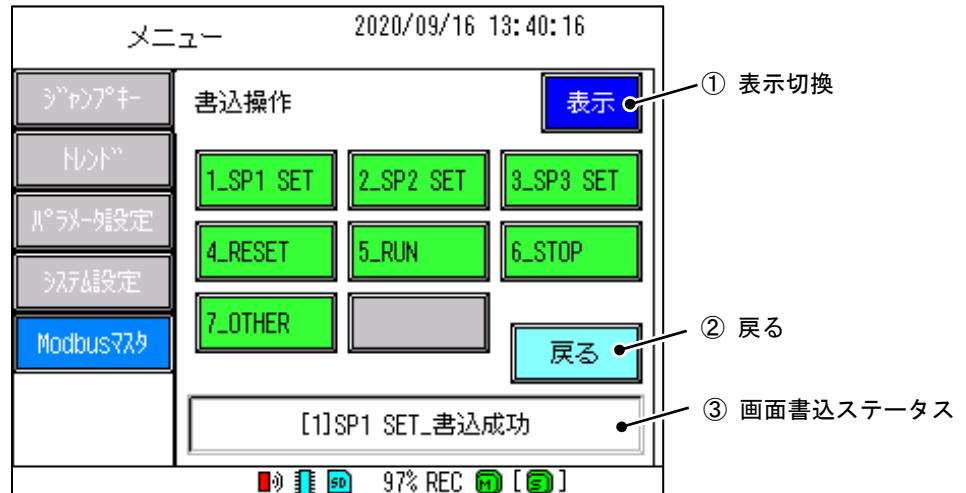 メニュー 2020/09/16 13:40:16
ジャンプキー 書込操作 表示 ① 表示切換
トレンド
1_SP1 SET 2_SP2 SET 3_SP3 SET
パラメータ設定
4_RESET 5_RUN 6_STOP
システム設定
7_OTHER
Modbusマスタ 戻る ② 戻る
[1]SP1 SET_書込成功 ③ 画面書込ステータス
SD 97% REC M [S]